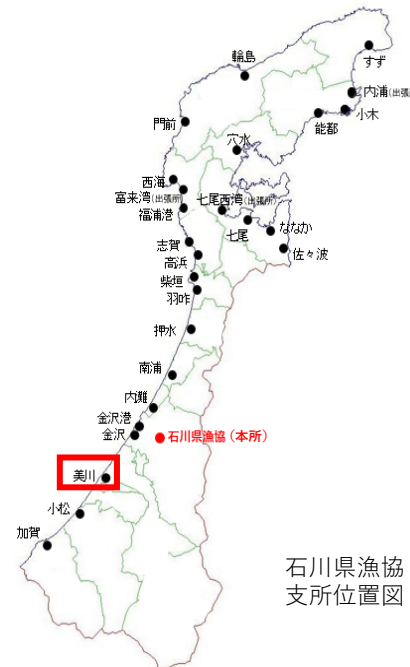 輪島
すず
内浦(出張
小木
能都
門前
穴水
西海
富来湾(出張所)
七尾西湾(出張所)
福浦港
七尾
ななか
佐々波
志賀
高浜
柴垣
羽咋
押水
南浦
内灘
金沢港
金沢
石川県漁協(本所)
美川
小松
加賀
石川県漁協
支所位置図